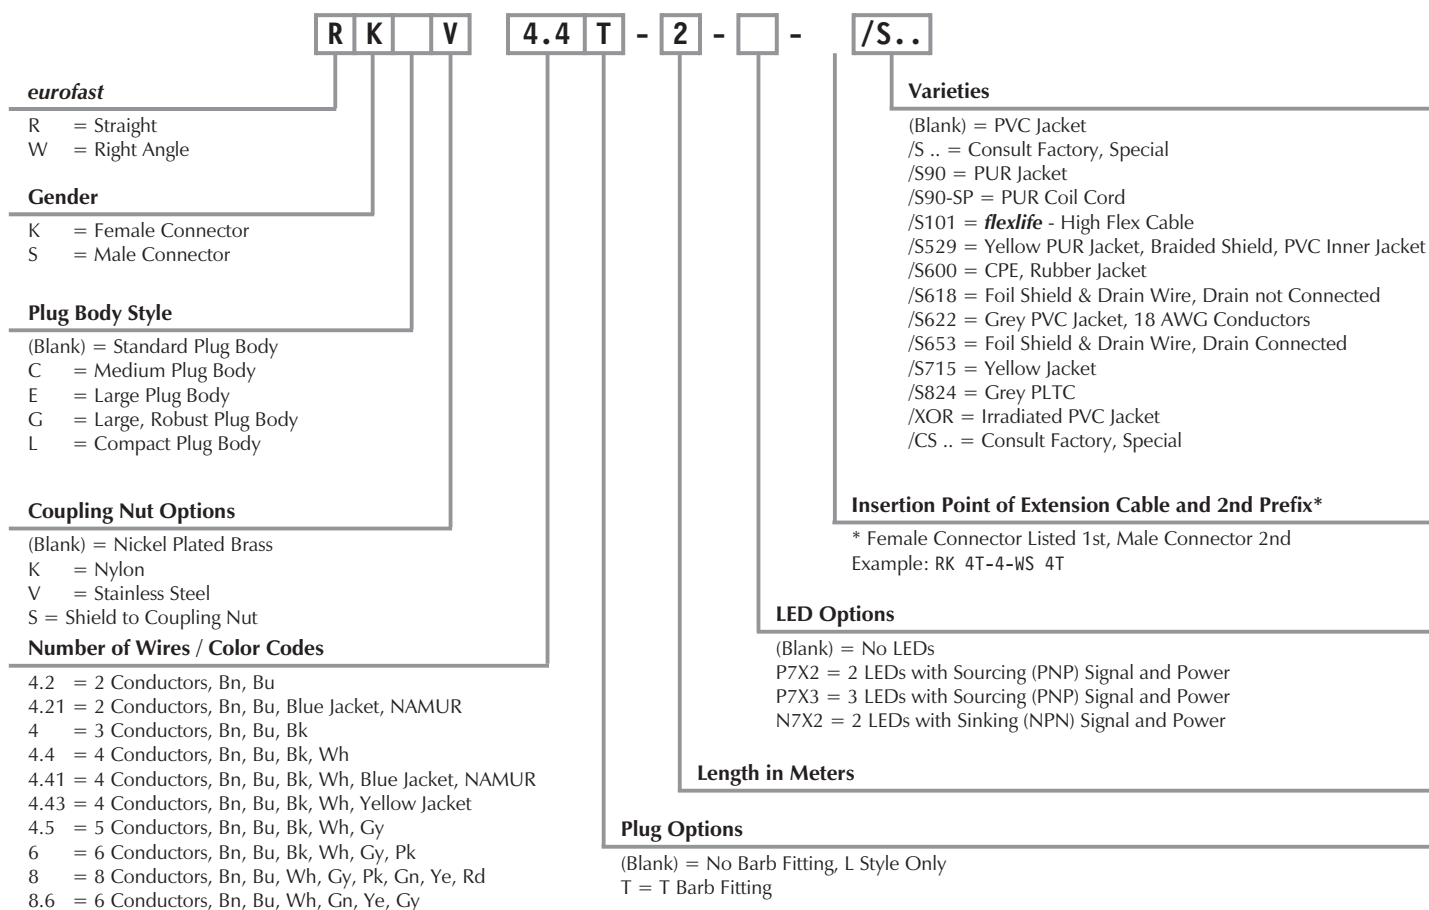 R K V 4.4 T - 2 - - /S..
eurofast
R = Straight
W = Right Angle
Gender
K = Female Connector
S = Male Connector
Plug Body Style
(Blank) = Standard Plug Body
C = Medium Plug Body
E = Large Plug Body
G = Large, Robust Plug Body
L = Compact Plug Body
Coupling Nut Options
(Blank) = Nickel Plated Brass
K = Nylon
V = Stainless Steel
S = Shield to Coupling Nut
Number of Wires / Color Codes
4.2 = 2 Conductors, Bn, Bu
4.21 = 2 Conductors, Bn, Bu, Blue Jacket, NAMUR
4 = 3 Conductors, Bn, Bu, Bk
4.4 = 4 Conductors, Bn, Bu, Bk, Wh
4.41 = 4 Conductors, Bn, Bu, Bk, Wh, Blue Jacket, NAMUR
4.43 = 4 Conductors, Bn, Bu, Bk, Wh, Yellow Jacket
4.5 = 5 Conductors, Bn, Bu, Bk, Wh, Gy
6 = 6 Conductors, Bn, Bu, Bk, Wh, Gy, Pk
8 = 8 Conductors, Bn, Bu, Wh, Gy, Pk, Gn, Ye, Rd
8.6 = 6 Conductors, Bn, Bu, Wh, Gn, Ye, Gy
Varieties
(Blank) = PVC Jacket
/S .. = Consult Factory, Special
/S90 = PUR Jacket
/S90-SP = PUR Coil Cord
/S101 = flexlife - High Flex Cable
/S529 = Yellow PUR Jacket, Braided Shield, PVC Inner Jacket
/S600 = CPE, Rubber Jacket
/S618 = Foil Shield & Drain Wire, Drain not Connected
/S622 = Grey PVC Jacket, 18 AWG Conductors
/S653 = Foil Shield & Drain Wire, Drain Connected
/S715 = Yellow Jacket
/S824 = Grey PLTC
/XOR = Irradiated PVC Jacket
/CS .. = Consult Factory, Special
Insertion Point of Extension Cable and 2nd Prefix*
* Female Connector Listed 1st, Male Connector 2nd
Example: RK 4T-4-WS 4T
LED Options
(Blank) = No LEDs
P7X2 = 2 LEDs with Sourcing (PNP) Signal and Power
P7X3 = 3 LEDs with Sourcing (PNP) Signal and Power
N7X2 = 2 LEDs with Sinking (NPN) Signal and Power
Length in Meters
Plug Options
(Blank) = No Barb Fitting, L Style Only
T = T Barb Fitting